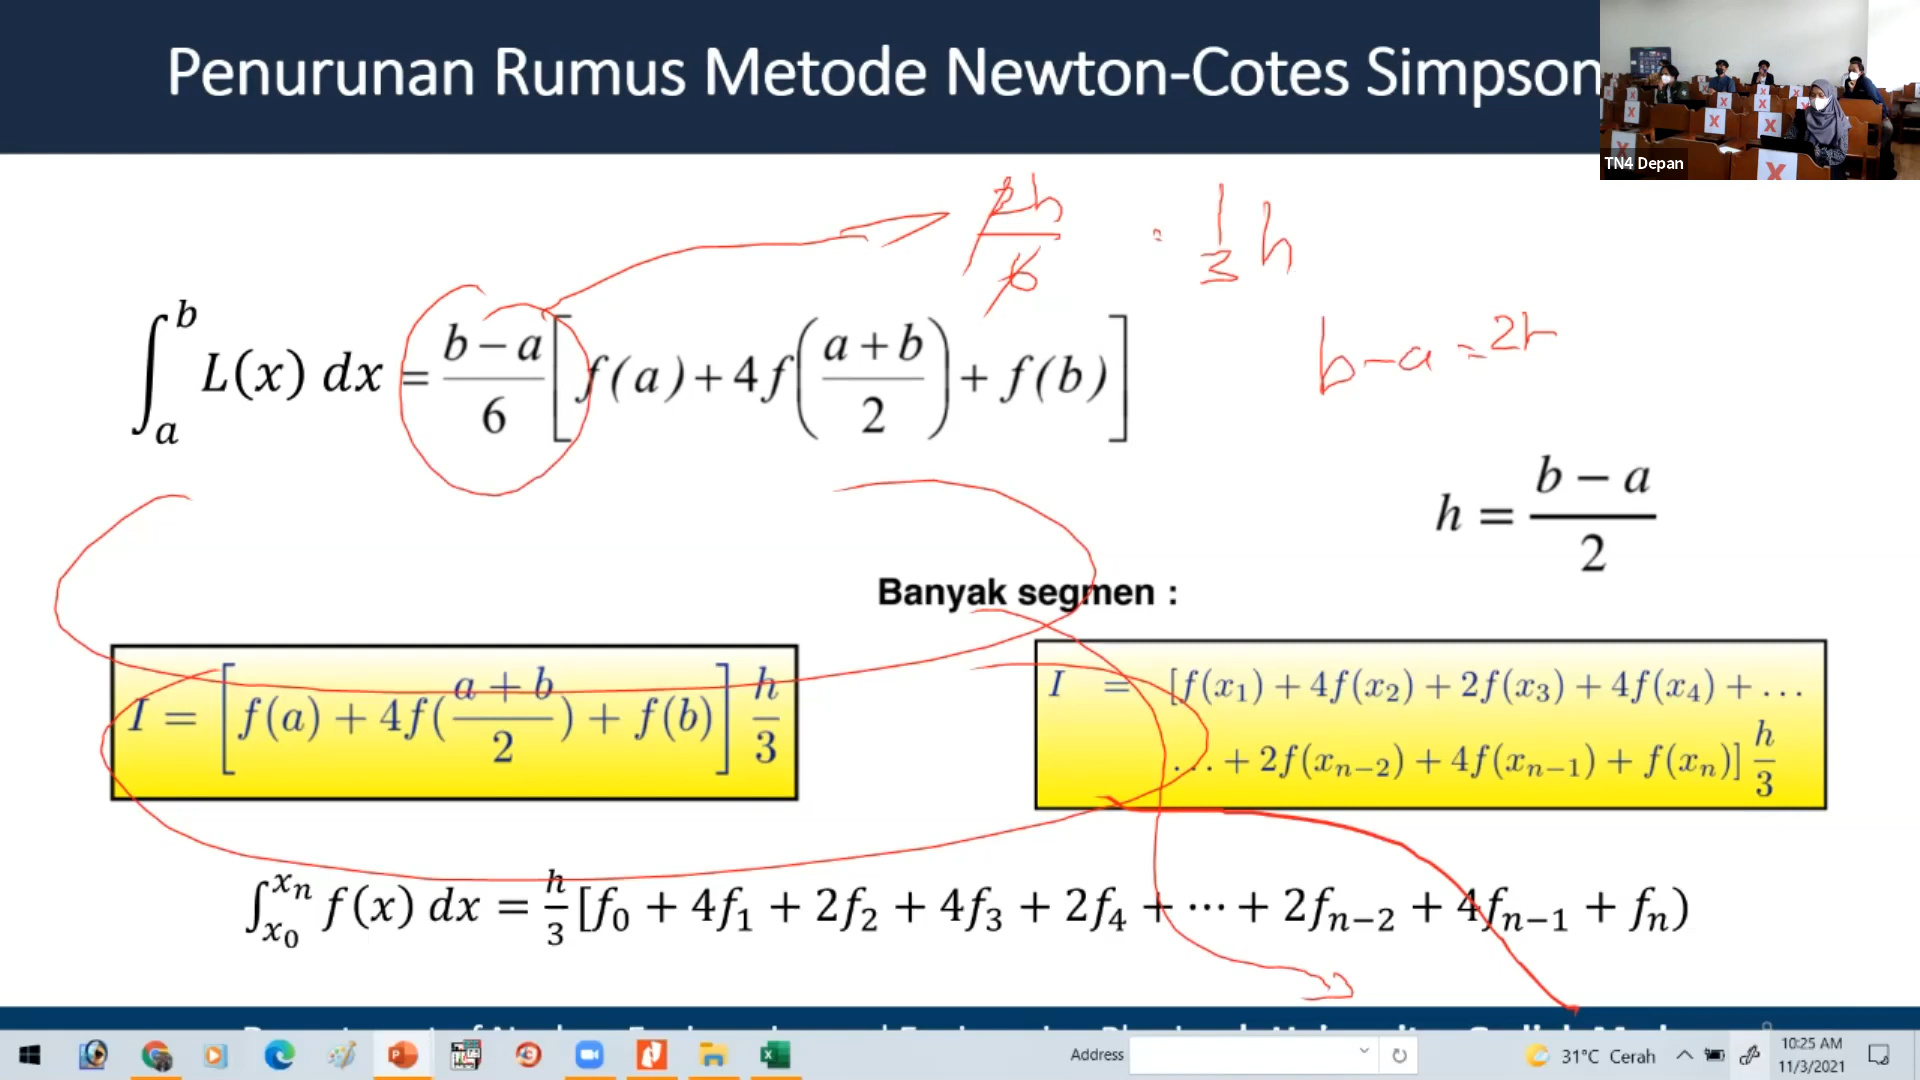 Penurunan Rumus Metode Newton-Cotes Simpson
X X X X X X X
TN4 Depan
2h/6 = 1/3 h
b-a = 2h
∫_a^b L(x) dx = (b − a)/6 [f(a) + 4f((a + b)/2) + f(b)]
h = (b − a)/2
Banyak segmen :
I = [f(a) + 4f((a + b)/2) + f(b)] h/3
I = [f(x₁) + 4f(x₂) + 2f(x₃) + 4f(x₄) + ...
... + 2f(xₙ₋₂) + 4f(xₙ₋₁) + f(xₙ)] h/3
∫_{x₀}^{xₙ} f(x) dx = h/3 [f₀ + 4f₁ + 2f₂ + 4f₃ + 2f₄ + ⋯ + 2fₙ₋₂ + 4fₙ₋₁ + fₙ)
Address
31°C Cerah
10:25 AM
11/3/2021